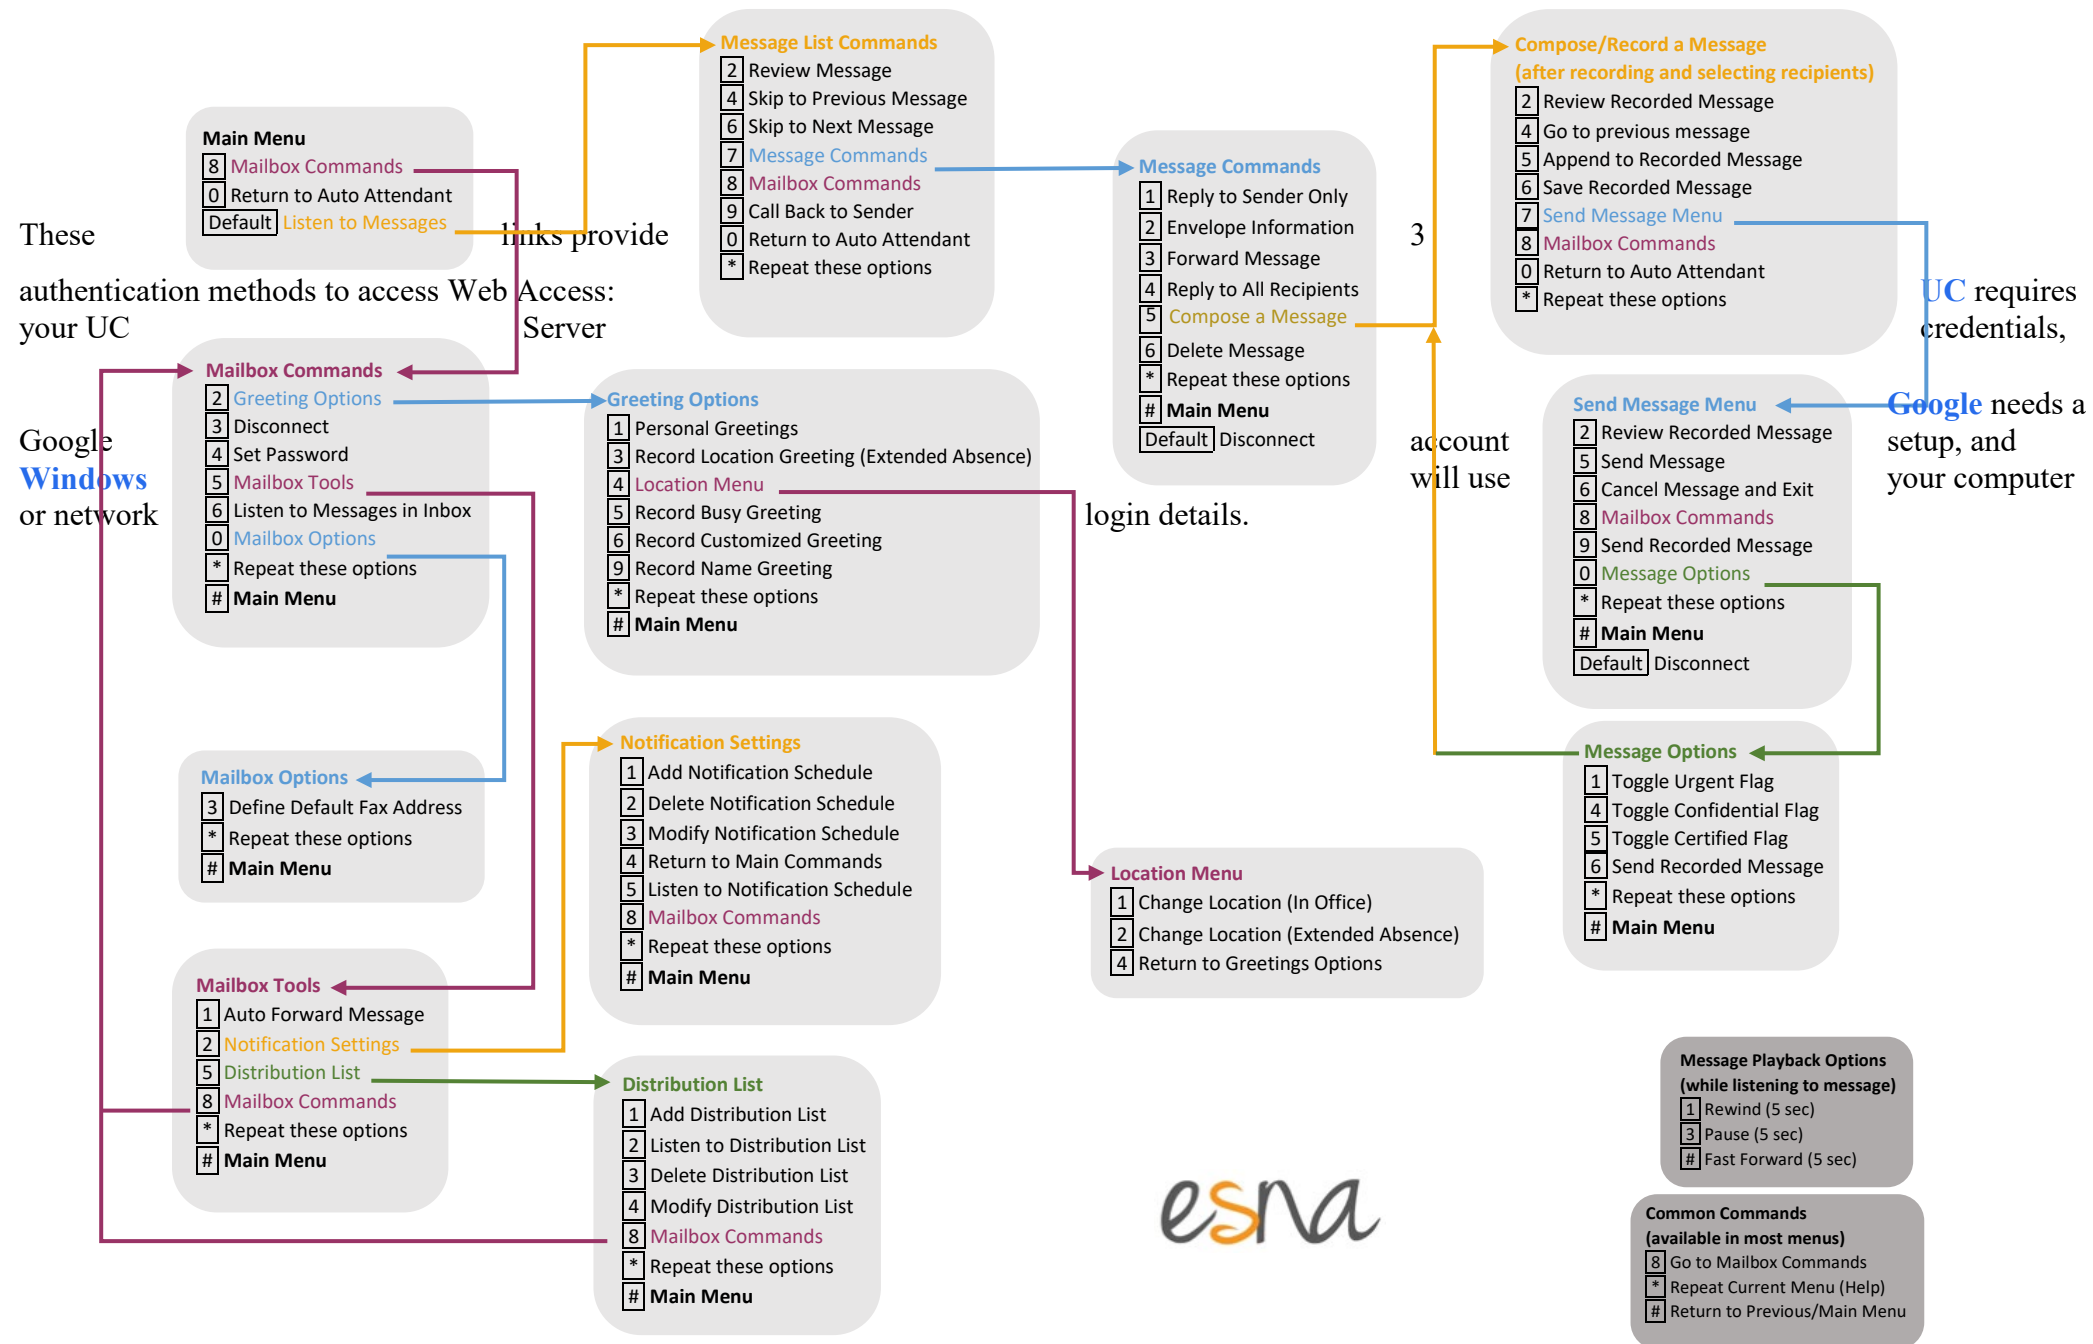 Main Menu
8 Mailbox Commands
0 Return to Auto Attendant
Default Listen to Messages
Message List Commands
2 Review Message
4 Skip to Previous Message
6 Skip to Next Message
7 Message Commands
8 Mailbox Commands
9 Call Back to Sender
0 Return to Auto Attendant
* Repeat these options
Message Commands
1 Reply to Sender Only
2 Envelope Information
3 Forward Message
4 Reply to All Recipients
5 Compose a Message
6 Delete Message
* Repeat these options
# Main Menu
Default Disconnect
Compose/Record a Message
(after recording and selecting recipients)
2 Review Recorded Message
4 Go to previous message
5 Append to Recorded Message
6 Save Recorded Message
7 Send Message Menu
8 Mailbox Commands
0 Return to Auto Attendant
* Repeat these options
These links provide 3
authentication methods to access Web Access: UC requires
your UC Server credentials,
Google needs a
Google account setup, and
Windows will use your computer
or network login details.
Mailbox Commands
2 Greeting Options
3 Disconnect
4 Set Password
5 Mailbox Tools
6 Listen to Messages in Inbox
0 Mailbox Options
* Repeat these options
# Main Menu
Greeting Options
1 Personal Greetings
3 Record Location Greeting (Extended Absence)
4 Location Menu
5 Record Busy Greeting
6 Record Customized Greeting
9 Record Name Greeting
* Repeat these options
# Main Menu
Send Message Menu
2 Review Recorded Message
5 Send Message
6 Cancel Message and Exit
8 Mailbox Commands
9 Send Recorded Message
0 Message Options
* Repeat these options
# Main Menu
Default Disconnect
Mailbox Options
3 Define Default Fax Address
* Repeat these options
# Main Menu
Notification Settings
1 Add Notification Schedule
2 Delete Notification Schedule
3 Modify Notification Schedule
4 Return to Main Commands
5 Listen to Notification Schedule
8 Mailbox Commands
* Repeat these options
# Main Menu
Message Options
1 Toggle Urgent Flag
4 Toggle Confidential Flag
5 Toggle Certified Flag
6 Send Recorded Message
* Repeat these options
# Main Menu
Location Menu
1 Change Location (In Office)
2 Change Location (Extended Absence)
4 Return to Greetings Options
Mailbox Tools
1 Auto Forward Message
2 Notification Settings
5 Distribution List
8 Mailbox Commands
* Repeat these options
# Main Menu
Distribution List
1 Add Distribution List
2 Listen to Distribution List
3 Delete Distribution List
4 Modify Distribution List
8 Mailbox Commands
* Repeat these options
# Main Menu
esna
Message Playback Options
(while listening to message)
1 Rewind (5 sec)
3 Pause (5 sec)
# Fast Forward (5 sec)
Common Commands
(available in most menus)
8 Go to Mailbox Commands
* Repeat Current Menu (Help)
# Return to Previous/Main Menu